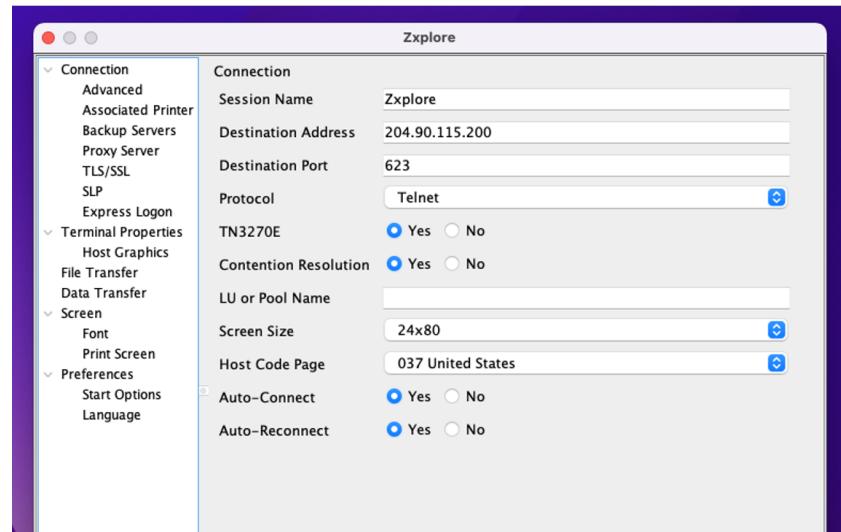 Zxplore
Connection
Advanced
Associated Printer
Backup Servers
Proxy Server
TLS/SSL
SLP
Express Logon
Terminal Properties
Host Graphics
File Transfer
Data Transfer
Screen
Font
Print Screen
Preferences
Start Options
Language
Connection
Session Name Zxplore
Destination Address 204.90.115.200
Destination Port 623
Protocol Telnet
TN3270E Yes No
Contention Resolution Yes No
LU or Pool Name
Screen Size 24x80
Host Code Page 037 United States
Auto-Connect Yes No
Auto-Reconnect Yes No